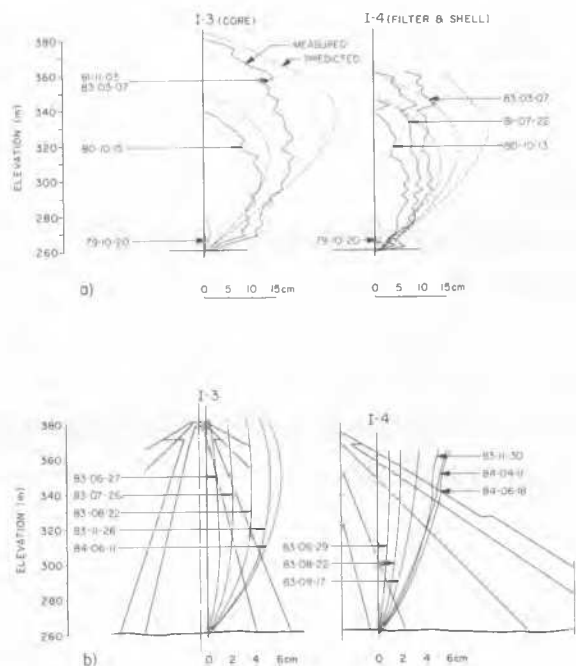 I-3 (CORE)
I-4 (FILTER & SHELL)
MEASURED
PREDICTED
ELEVATION (m)
380
360
340
320
300
280
260
81-11-03
83-03-07
80-10-15
79-10-20
83-03-07
81-07-22
80-10-13
79-10-20
a)
0 5 10 15cm
0 5 10 15cm
I-3
I-4
ELEVATION (m)
380
360
340
320
300
280
260
83-06-27
83-07-26
83-08-22
83-11-26
84-06-11
83-11-30
84-04-11
84-06-18
83-06-29
83-08-22
83-09-17
b)
0 2 4 6cm
0 2 4 6cm